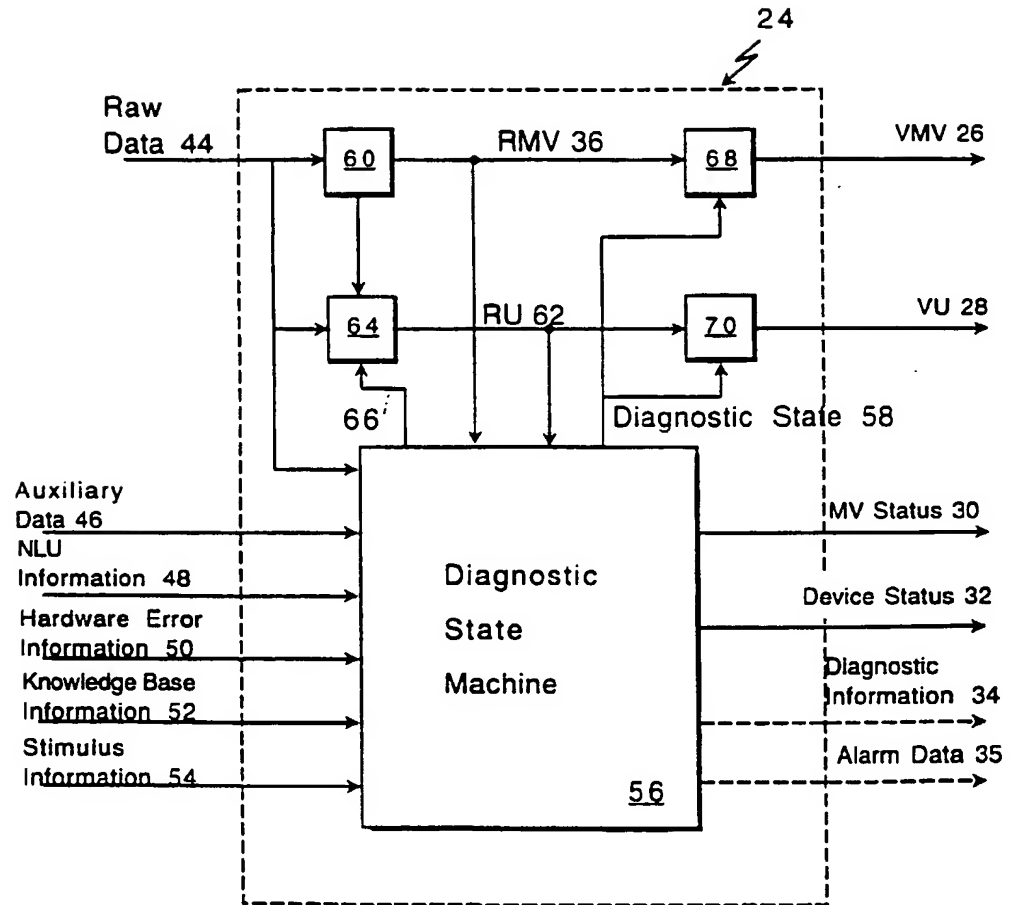 24
Raw
Data 44
60
RMV 36
68
VMV 26
64
RU 62
70
VU 28
66
Diagnostic State 58
Auxiliary
Data 46
NLU
Information 48
Hardware Error
Information 50
Knowledge Base
Information 52
Stimulus
Information 54
Diagnostic
State
Machine
56
MV Status 30
Device Status 32
Diagnostic
Information 34
Alarm Data 35